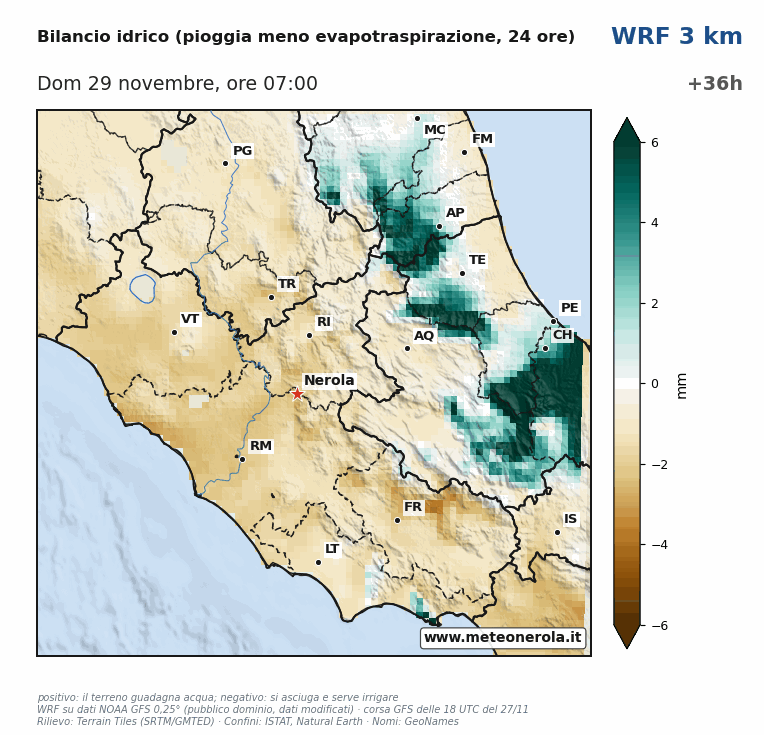 Bilancio idrico (pioggia meno evapotraspirazione, 24 ore)
WRF 3 km
Dom 29 novembre, ore 07:00
+36h
MC
FM
PG
AP
TE
TR
PE
VT
RI
AQ
CH
Nerola
RM
FR
IS
LT
www.meteonerola.it
6
4
2
0
−2
−4
−6
mm
positivo: il terreno guadagna acqua; negativo: si asciuga e serve irrigare
WRF su dati NOAA GFS 0,25° (pubblico dominio, dati modificati) · corsa GFS delle 18 UTC del 27/11
Rilievo: Terrain Tiles (SRTM/GMTED) · Confini: ISTAT, Natural Earth · Nomi: GeoNames